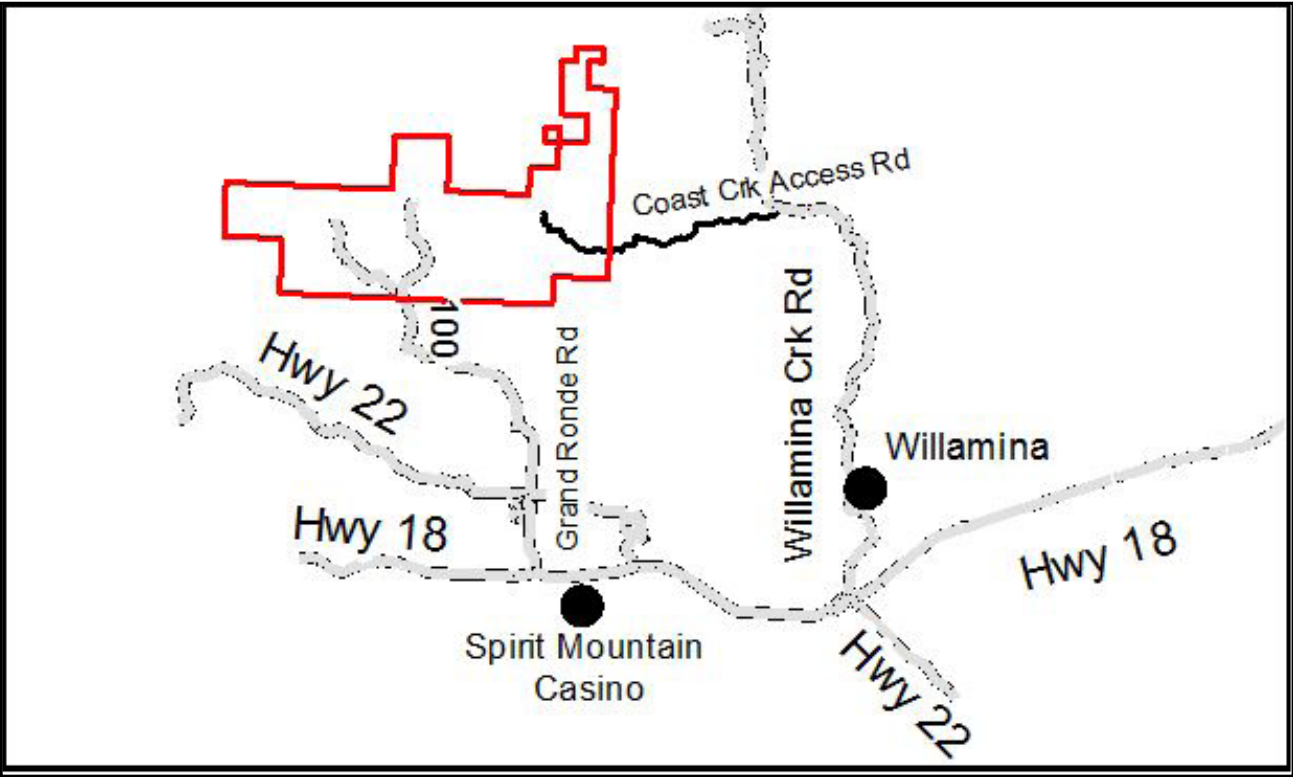 Coast Crk Access Rd
100
Hwy 22
Grand Ronde Rd
Willamina Crk Rd
Willamina
Hwy 18
Hwy 18
Spirit Mountain
Casino
Hwy 22